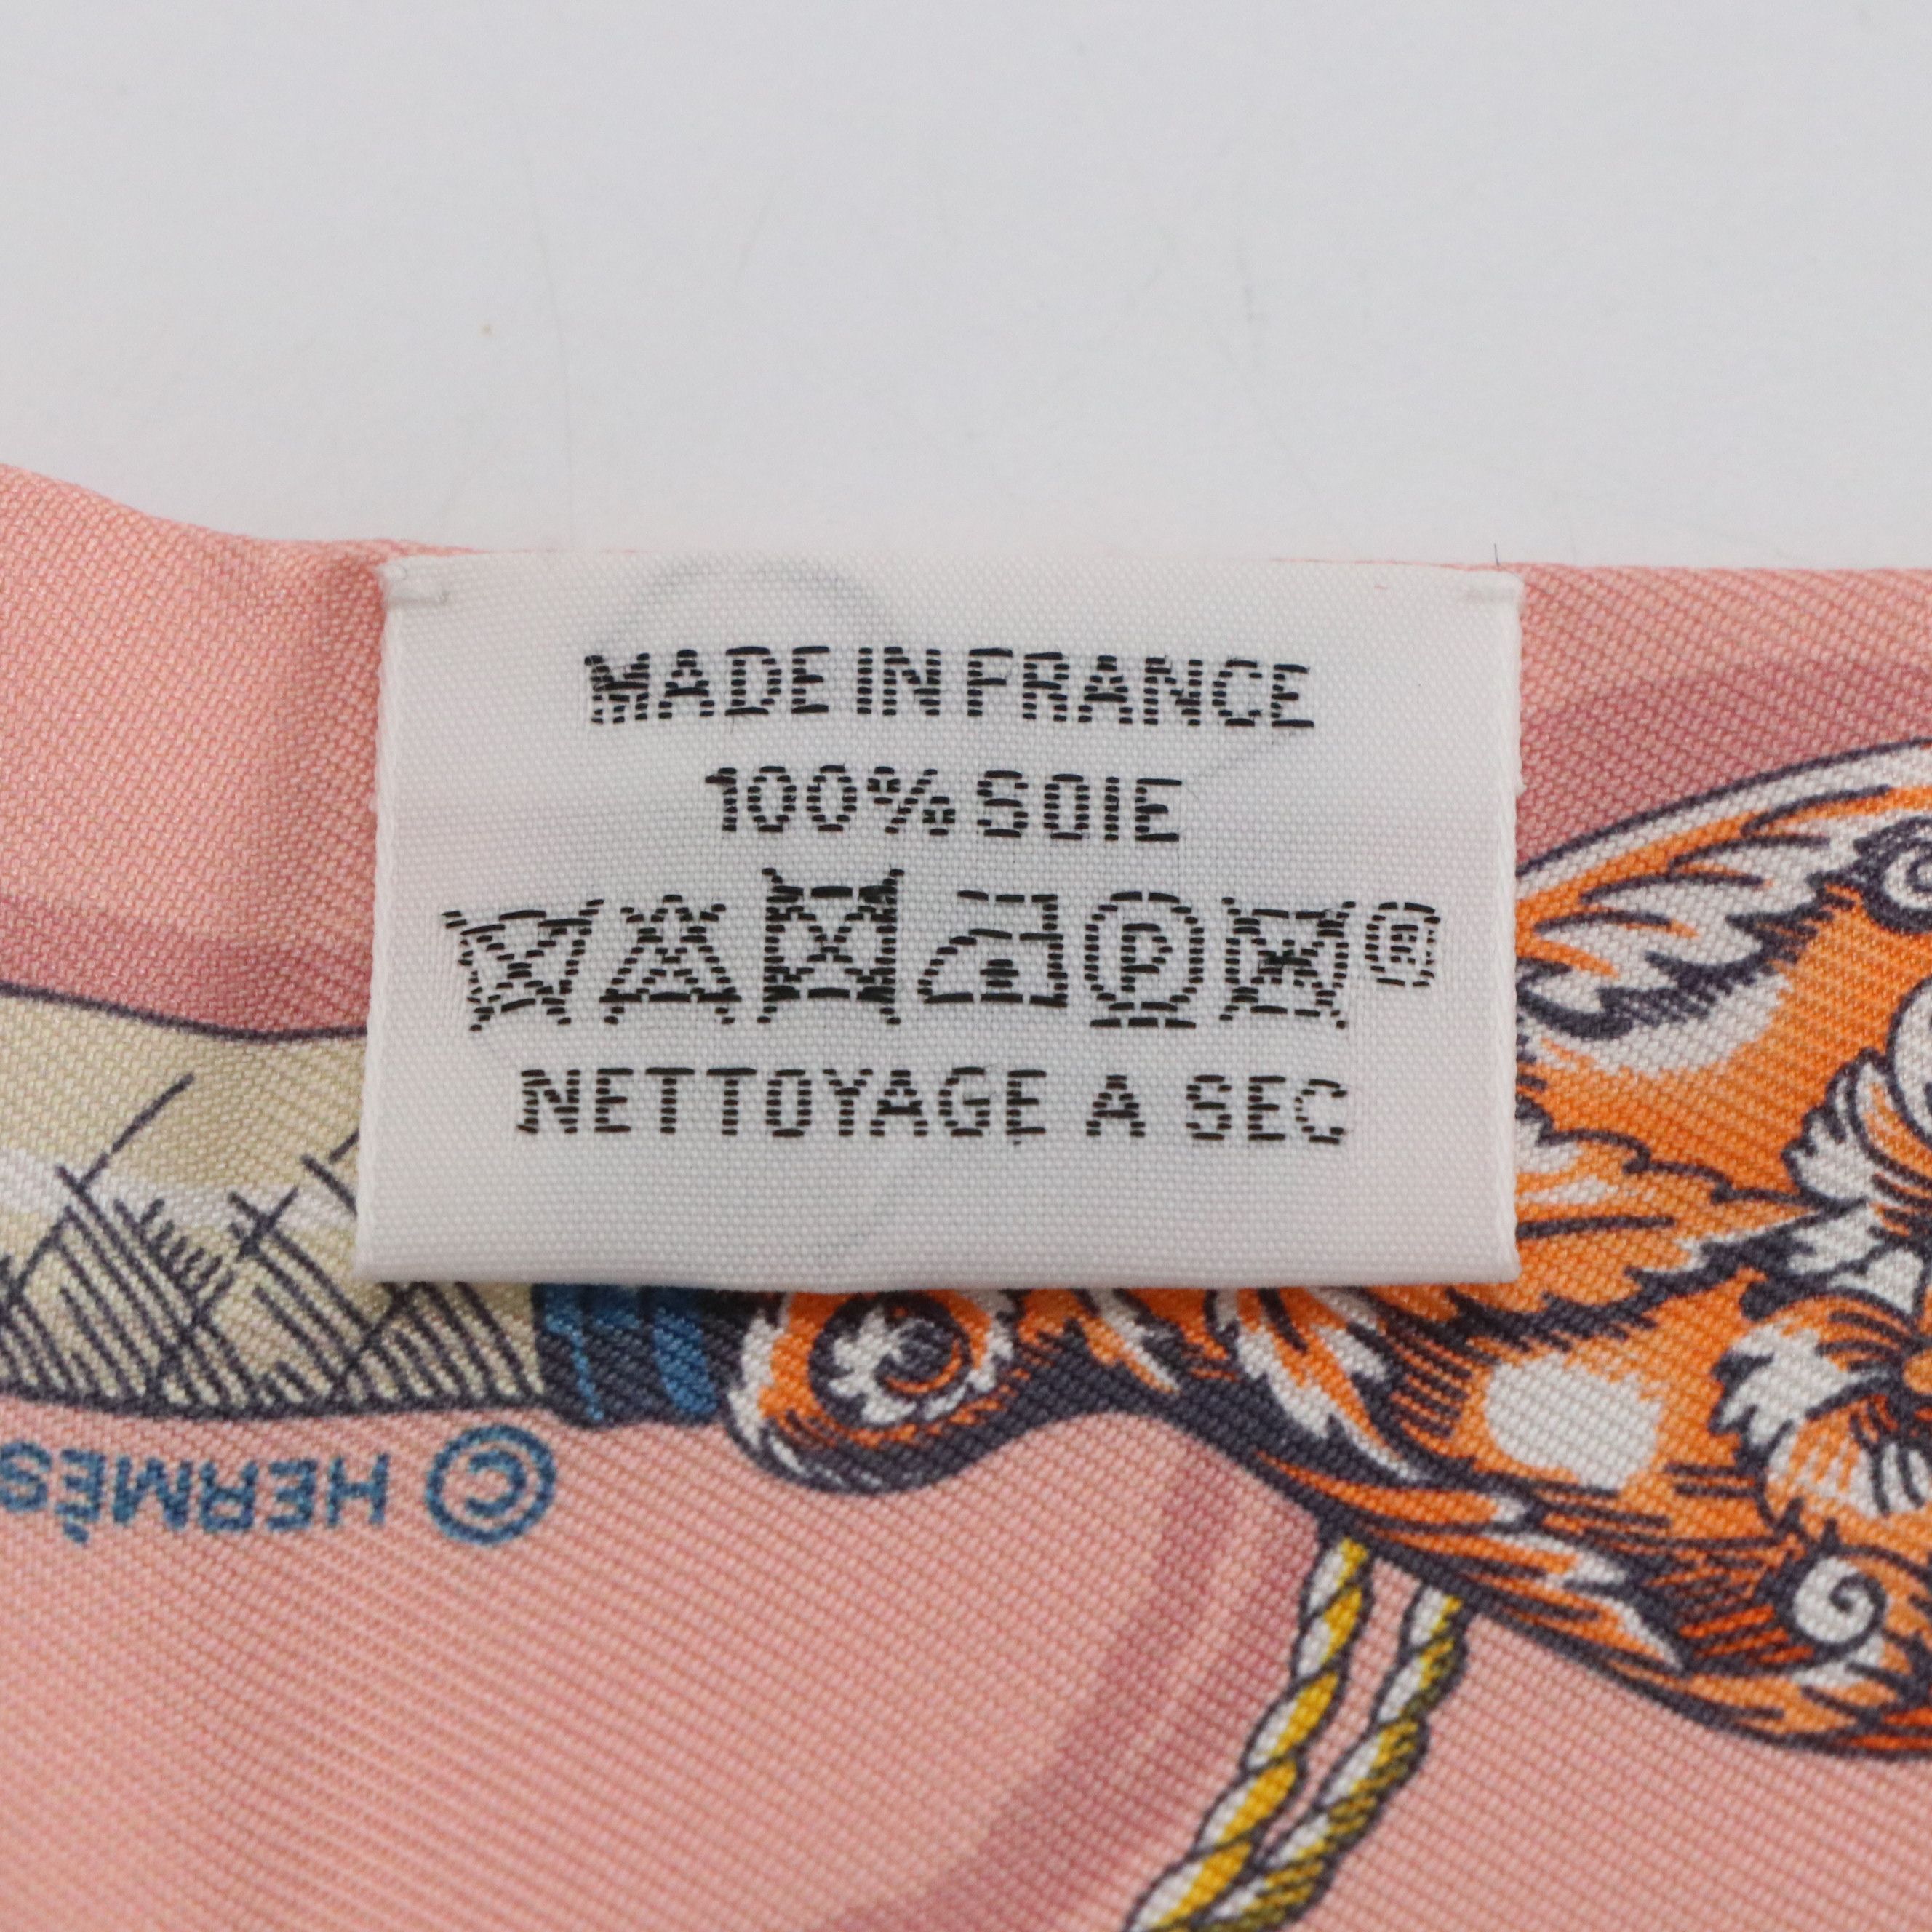 MADE IN FRANCE
100% SOIE
P ®
NETTOYAGE A SEC
© HERMÈS